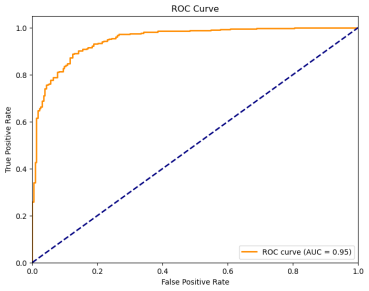 ROC Curve
1.0
0.8
0.6
0.4
0.2
0.0
True Positive Rate
ROC curve (AUC = 0.95)
0.0 0.2 0.4 0.6 0.8 1.0
False Positive Rate